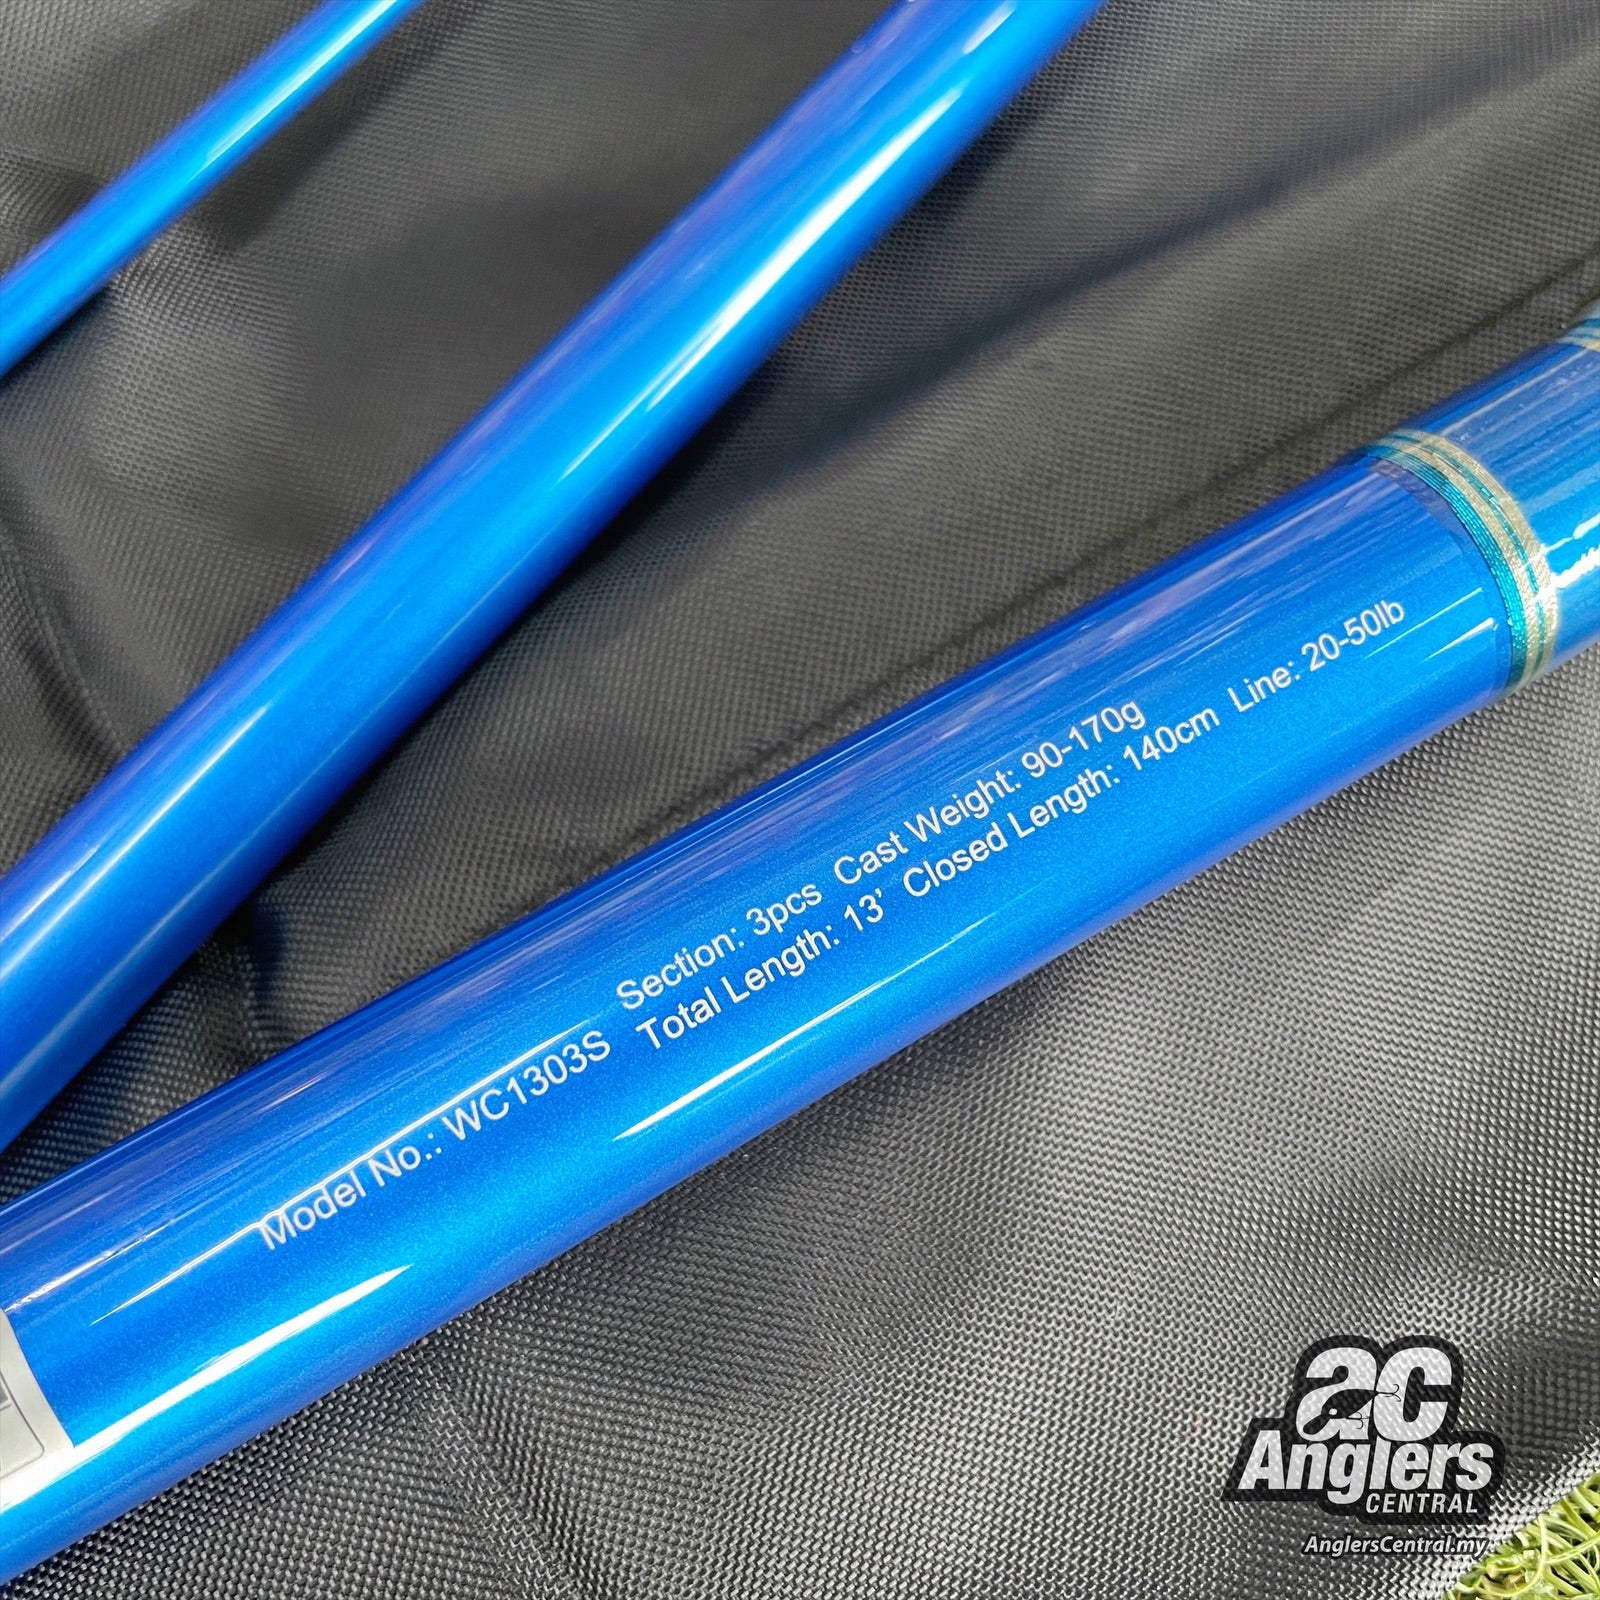 Model No.: WC1303S
Section: 3pcs Cast Weight: 90-170g
Total Length: 13' Closed Length: 140cm Line: 20-50lb
ac
Anglers
CENTRAL
AnglersCentral.my